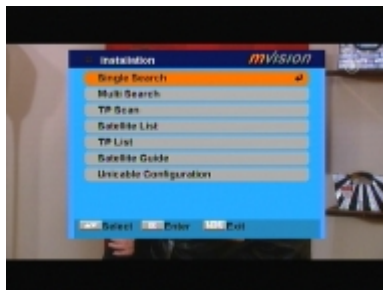 Installation mvision
Single Search
Multi Search
TP Scan
Satellite List
TP List
Satellite Guide
Unicable Configuration
Select Enter Exit